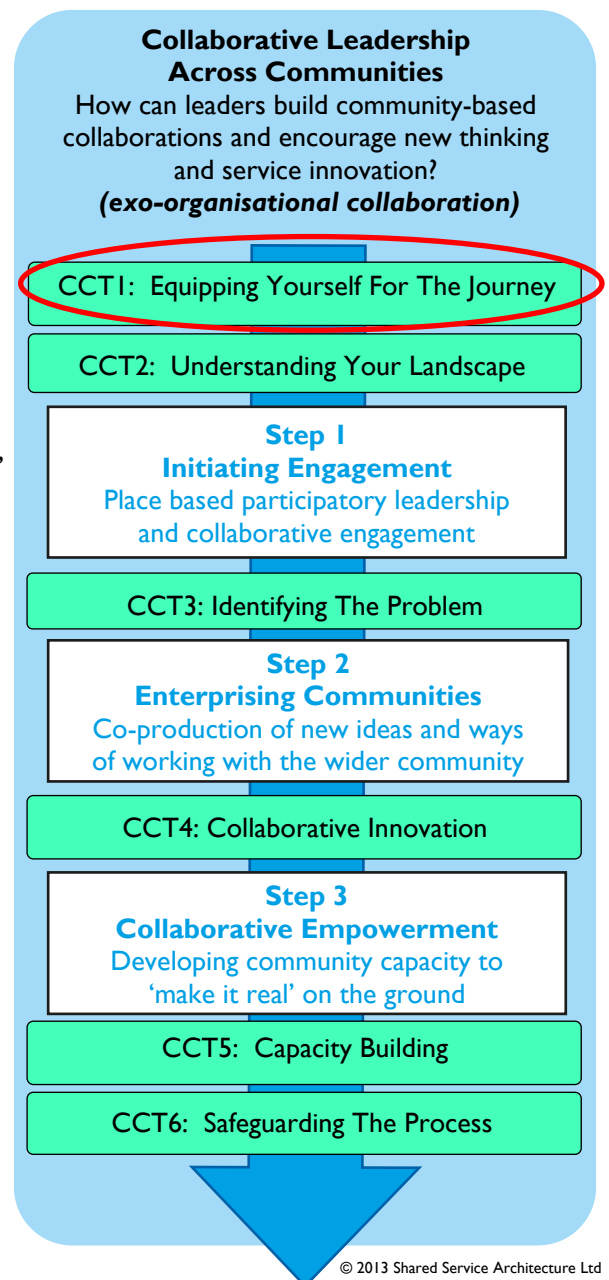 Collaborative Leadership
Across Communities
How can leaders build community-based
collaborations and encourage new thinking
and service innovation?
(exo-organisational collaboration)
CCT1: Equipping Yourself For The Journey
CCT2: Understanding Your Landscape
,
Step 1
Initiating Engagement
Place based participatory leadership
and collaborative engagement
CCT3: Identifying The Problem
Step 2
Enterprising Communities
Co-production of new ideas and ways
of working with the wider community
CCT4: Collaborative Innovation
Step 3
Collaborative Empowerment
Developing community capacity to
‘make it real’ on the ground
CCT5: Capacity Building
CCT6: Safeguarding The Process
© 2013 Shared Service Architecture Ltd